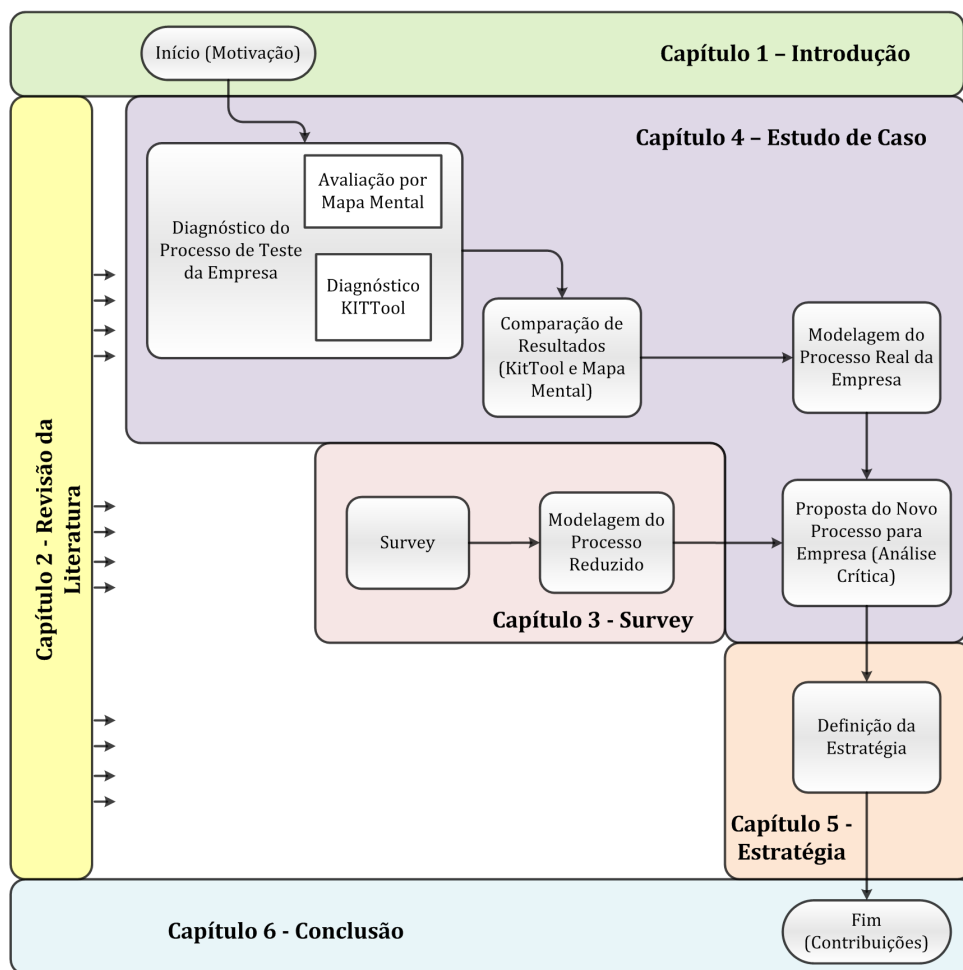 Início (Motivação)
Capítulo 1 – Introdução
Capítulo 2 - Revisão da
Literatura
Capítulo 4 – Estudo de Caso
Diagnóstico do
Processo de Teste
da Empresa
Avaliação por
Mapa Mental
Diagnóstico
KITTool
Comparação de
Resultados
(KitTool e Mapa
Mental)
Modelagem do
Processo Real da
Empresa
Survey
Modelagem do
Processo
Reduzido
Capítulo 3 - Survey
Proposta do Novo
Processo para
Empresa (Análise
Crítica)
Definição da
Estratégia
Capítulo 5 -
Estratégia
Capítulo 6 - Conclusão
Fim
(Contribuições)